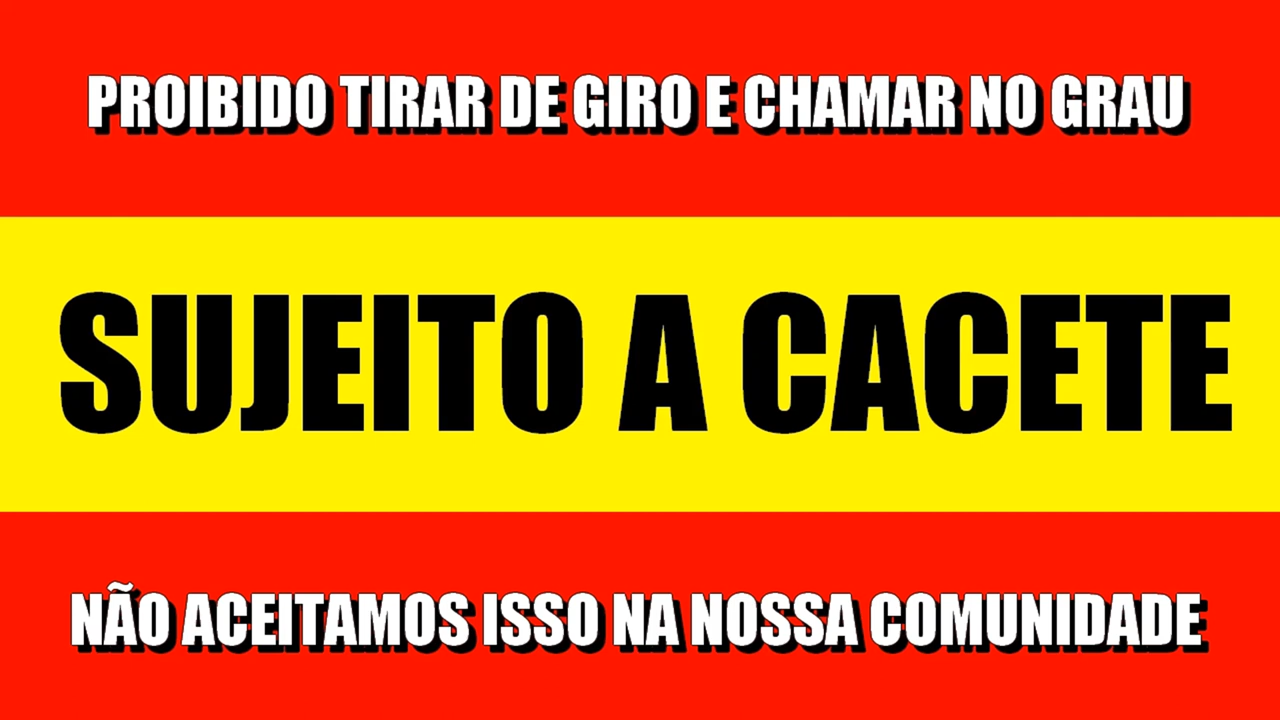 PROIBIDO TIRAR DE GIRO E CHAMAR NO GRAU
SUJEITO A CACETE
NÃO ACEITAMOS ISSO NA NOSSA COMUNIDADE